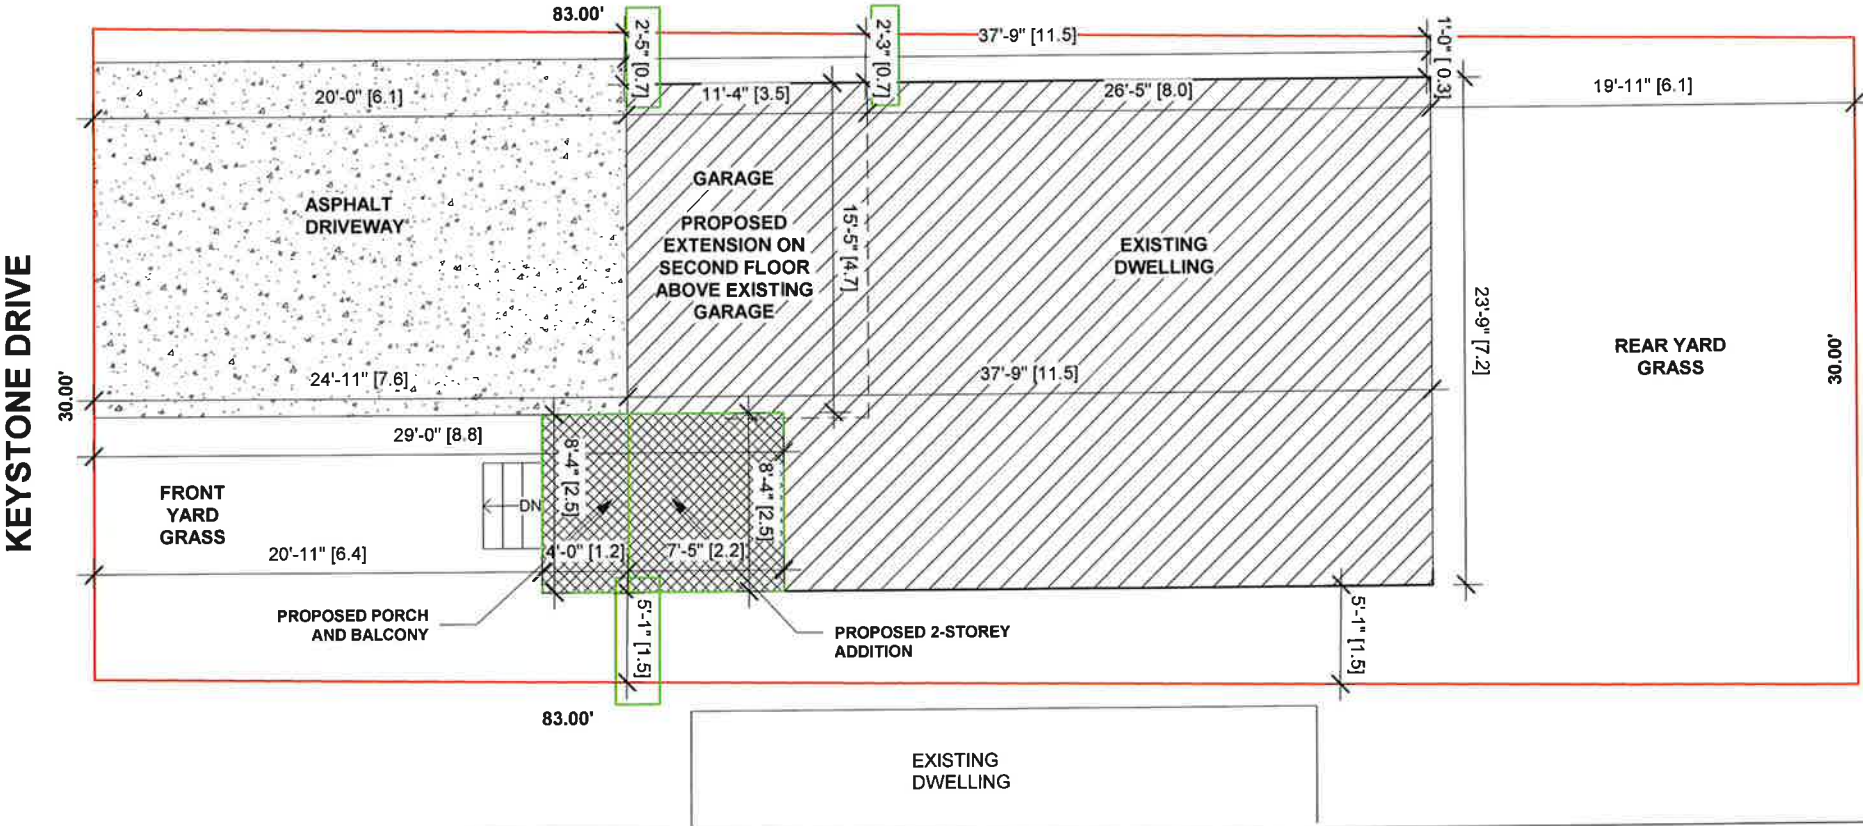 83.00'
2'-5" [0.7]
2'-3" [0.7]
37'-9" [11.5]
1'-0" [ 0.3]
20'-0" [6.1]
11'-4" [3.5]
26'-5" [8.0]
19'-11" [6.1]
KEYSTONE DRIVE
30.00'
ASPHALT
DRIVEWAY
GARAGE
PROPOSED
EXTENSION ON
SECOND FLOOR
ABOVE EXISTING
GARAGE
15'-5" [4.7]
EXISTING
DWELLING
23'-9" [7.2]
REAR YARD
GRASS
30.00'
24'-11" [7.6]
37'-9" [11.5]
29'-0" [8.8]
FRONT
YARD
GRASS
DN
8'-4" [2.5]
8'-4" [2.5]
20'-11" [6.4]
4'-0" [1.2]
7'-5" [2.2]
PROPOSED PORCH
AND BALCONY
5'-1" [1.5]
PROPOSED 2-STOREY
ADDITION
5'-1" [1.5]
83.00'
EXISTING
DWELLING